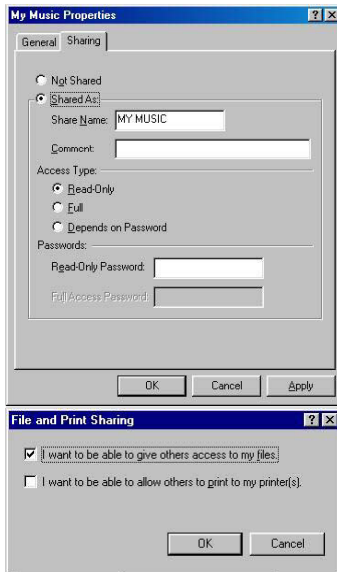 My Music Properties
General Sharing
Not Shared
Shared As:
Share Name: MY MUSIC
Comment:
Access Type:
Read-Only
Full
Depends on Password
Passwords:
Read-Only Password:
Full Access Password:
OK Cancel Apply
File and Print Sharing
I want to be able to give others access to my files.
I want to be able to allow others to print to my printer(s).
OK Cancel